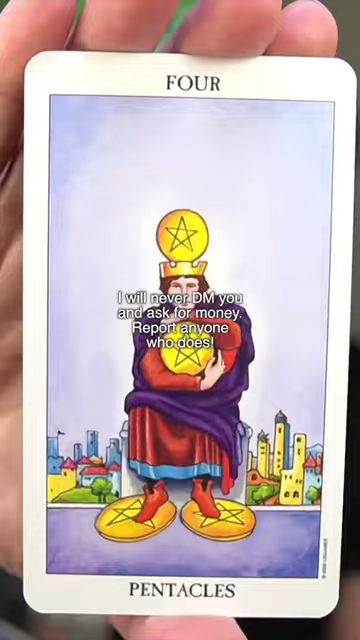 FOUR
I will never DM you
and ask for money.
Report anyone
who does!
PENTACLES